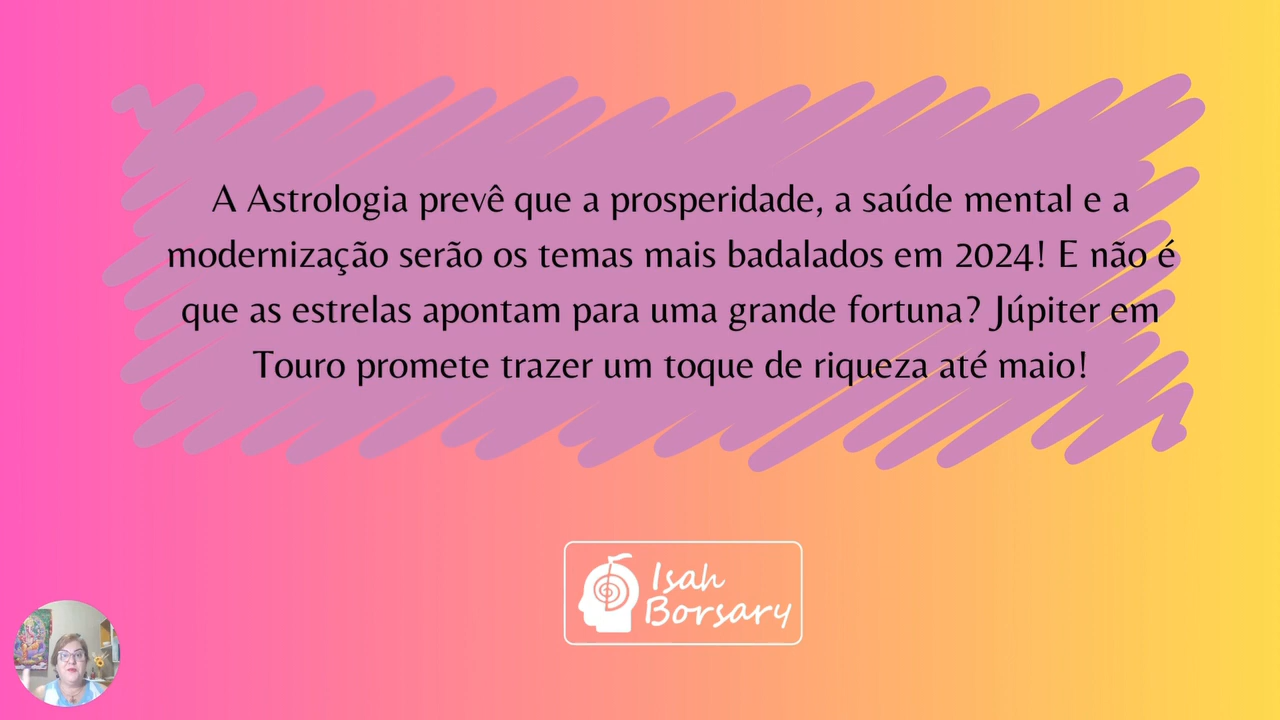 A Astrologia prevê que a prosperidade, a saúde mental e a
modernização serão os temas mais badalados em 2024! E não é
que as estrelas apontam para uma grande fortuna? Júpiter em
Touro promete trazer um toque de riqueza até maio!
Isah
Borsary